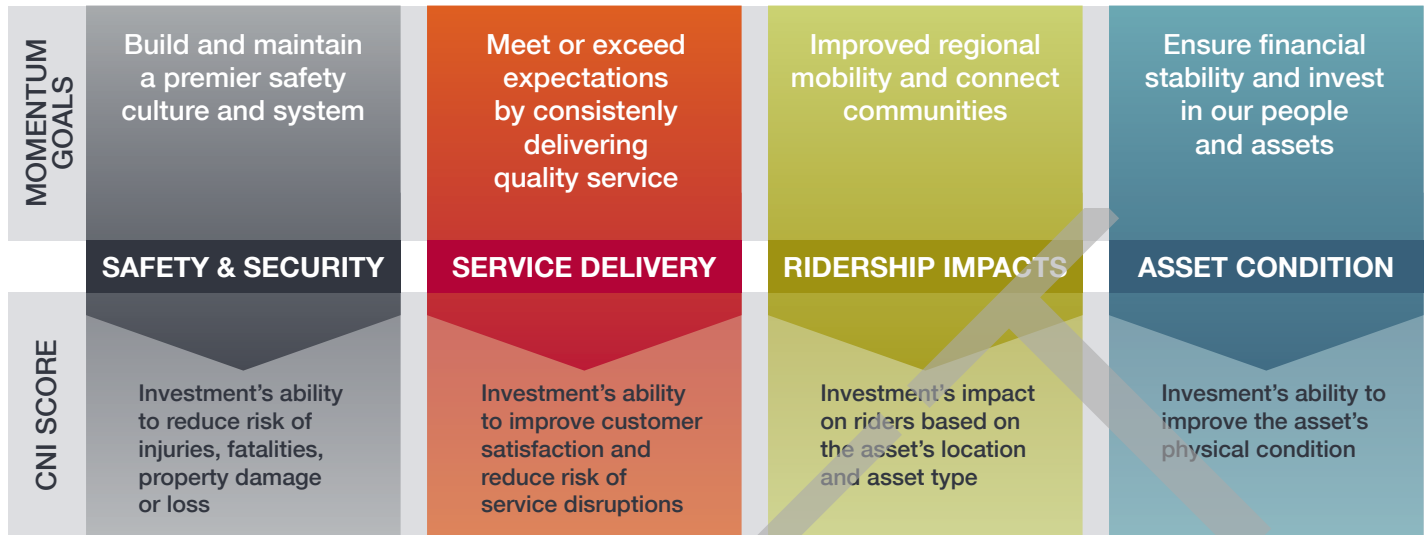 MOMENTUM
GOALS
Build and maintain
a premier safety
culture and system
Meet or exceed
expectations
by consistenly
delivering
quality service
Improved regional
mobility and connect
communities
Ensure financial
stability and invest
in our people
and assets
SAFETY & SECURITY
SERVICE DELIVERY
RIDERSHIP IMPACTS
ASSET CONDITION
CNI SCORE
Investment’s ability
to reduce risk of
injuries, fatalities,
property damage
or loss
Investment’s ability
to improve customer
satisfaction and
reduce risk of
service disruptions
Investment’s impact
on riders based on
the asset’s location
and asset type
Invesment’s ability to
improve the asset’s
physical condition